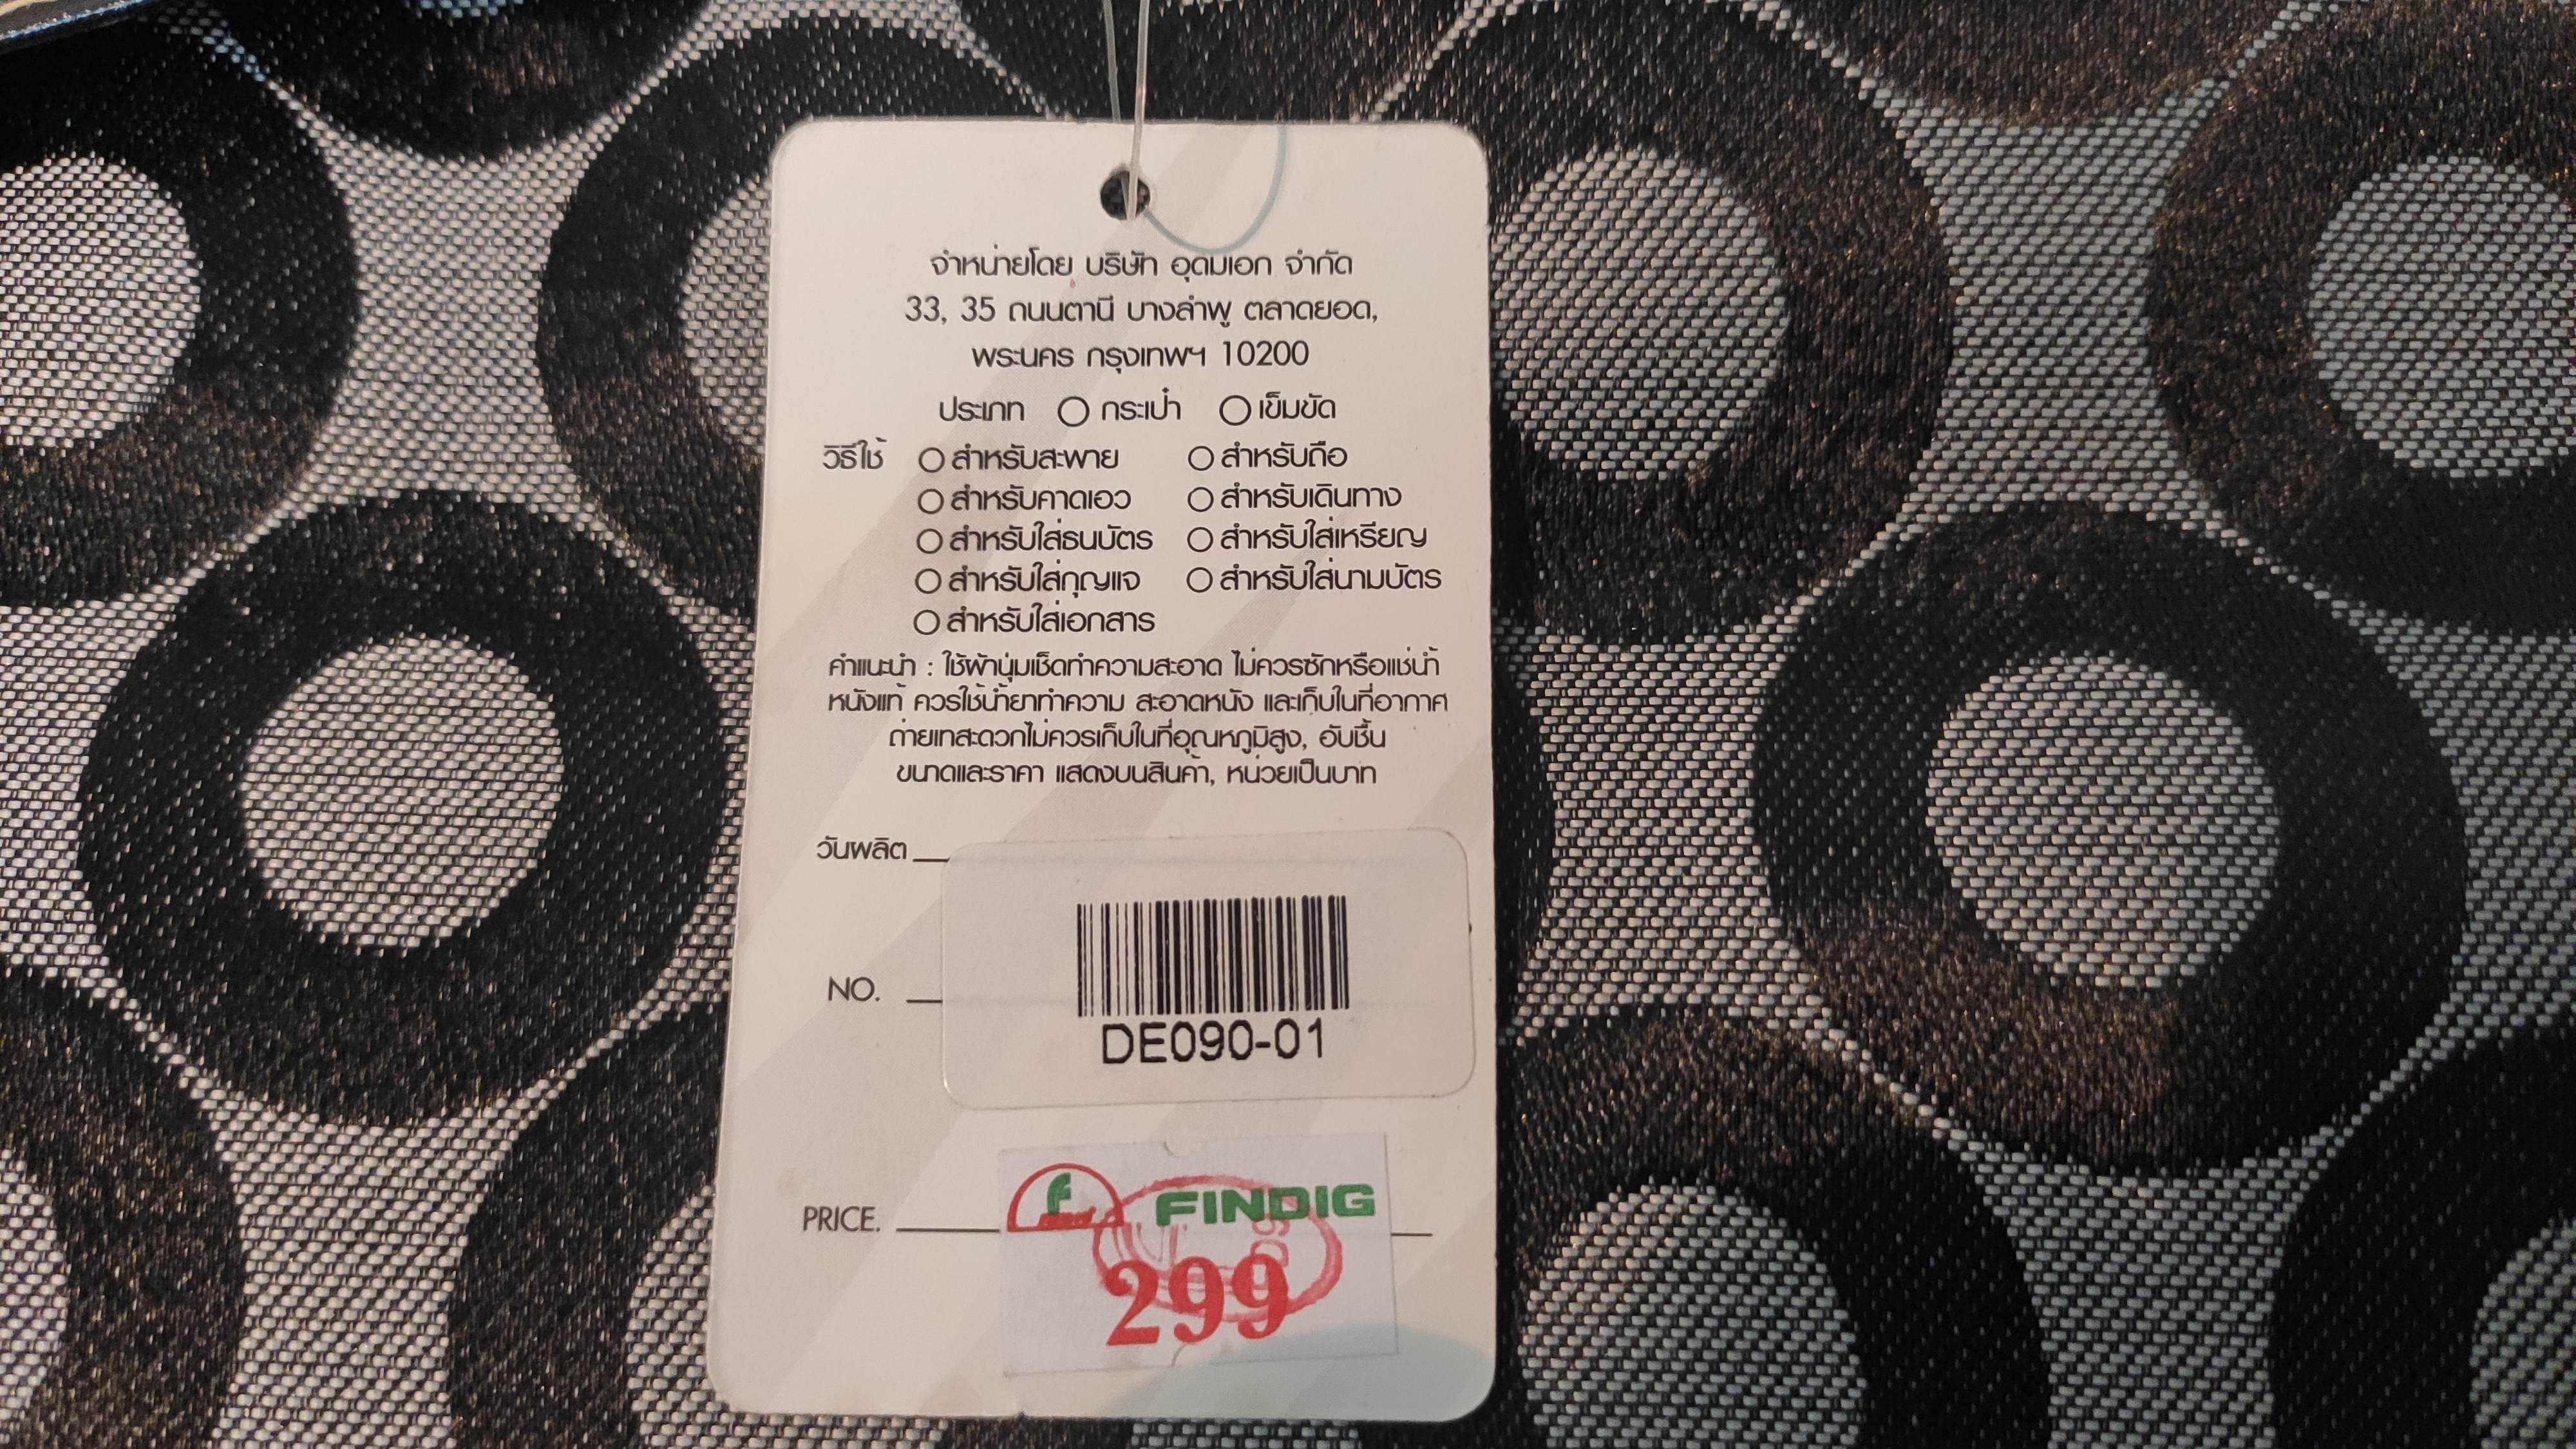 จำหน่ายโดย บริษัท อุดมเอก จำกัด
33, 35 ถนนตานี บางลำพู ตลาดยอด,
พระนคร กรุงเทพฯ 10200
ประเภท กระเป๋า เข็มขัด
วิธีใช้ สำหรับสะพาย สำหรับถือ
สำหรับคาดเอว สำหรับเดินทาง
สำหรับใส่ธนบัตร สำหรับใส่เหรียญ
สำหรับใส่กุญแจ สำหรับใส่นามบัตร
สำหรับใส่เอกสาร
คำแนะนำ : ใช้ผ้านุ่มเช็ดทำความสะอาด ไม่ควรซักหรือแช่น้ำ
หนังแท้ ควรใช้น้ำยาทำความ สะอาดหนัง และเก็บในที่อากาศ
ถ่ายเทสะดวกไม่ควรเก็บในที่อุณหภูมิสูง, อับชื้น
ขนาดและราคา แสดงบนสินค้า, หน่วยเป็นบาท
วันผลิต
NO.
DE090-01
PRICE.
f FINDIG
299